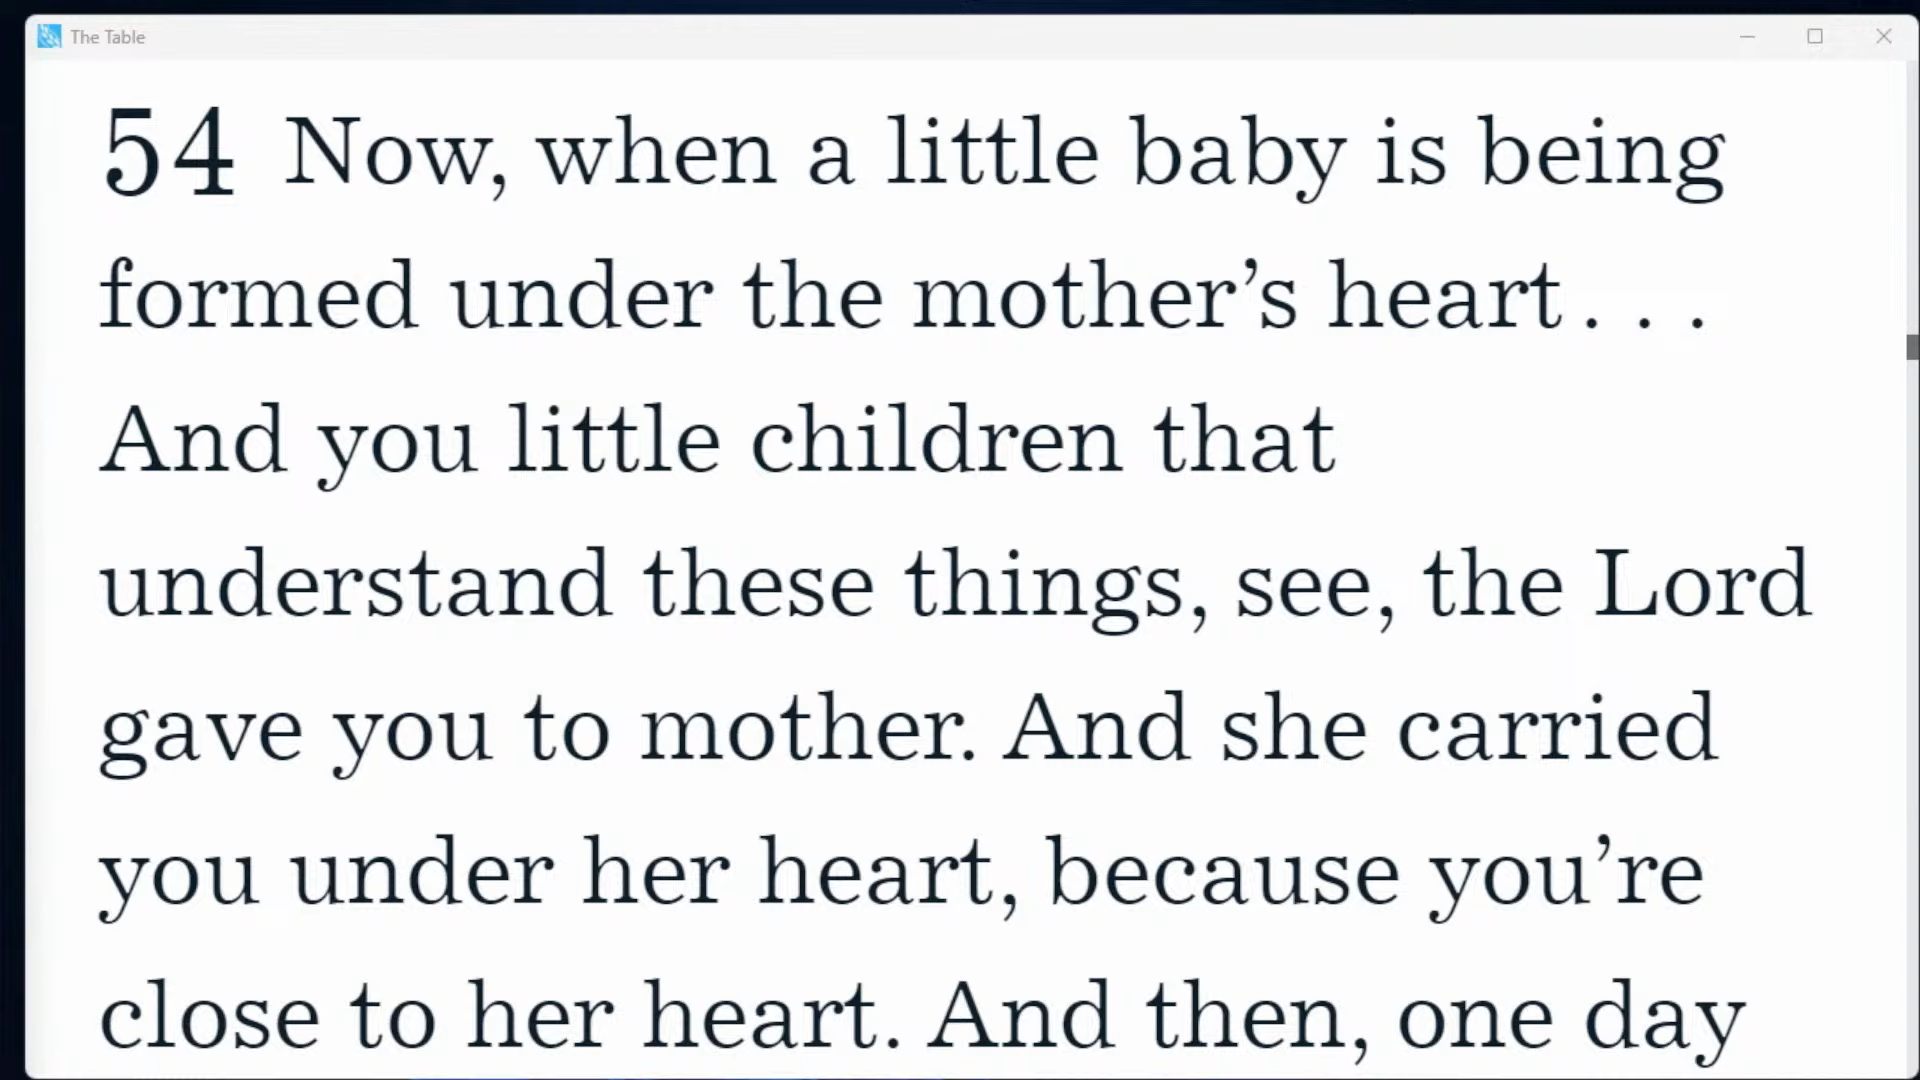 The Table
54 Now, when a little baby is being
formed under the mother’s heart . . .
And you little children that
understand these things, see, the Lord
gave you to mother. And she carried
you under her heart, because you’re
close to her heart. And then, one day